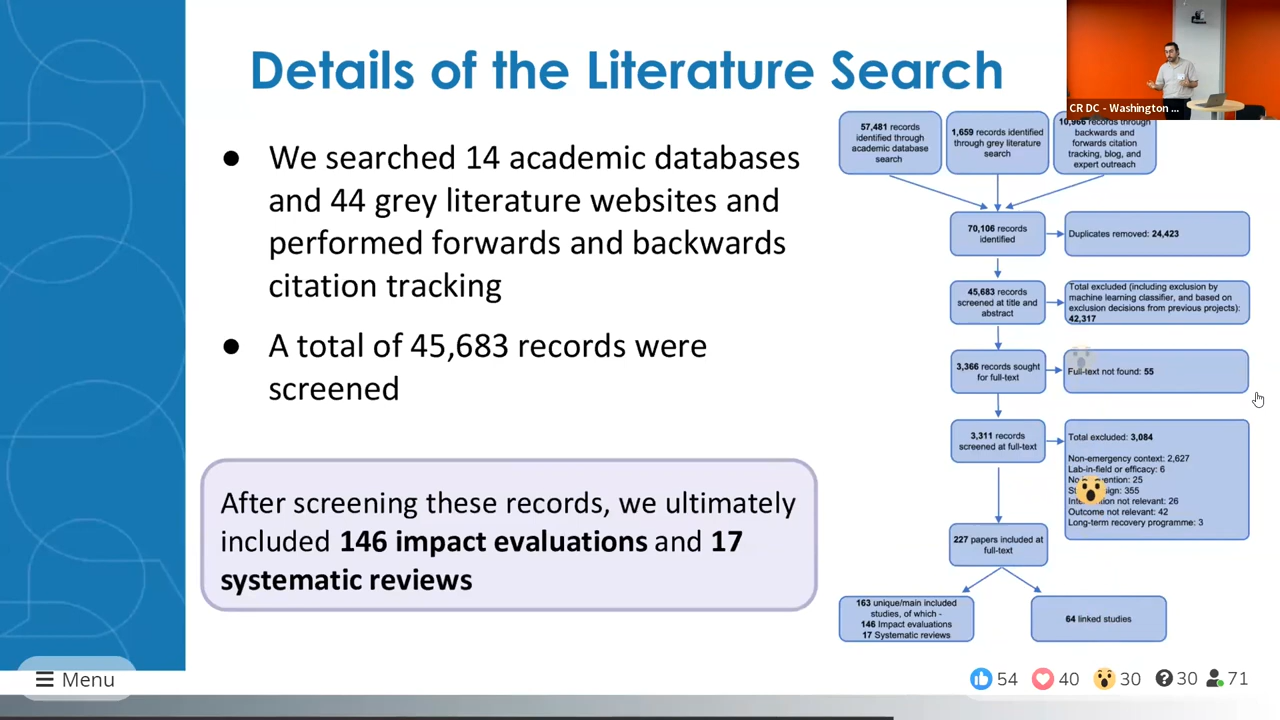 Details of the Literature Search
CR DC - Washington ...
● We searched 14 academic databases
and 44 grey literature websites and
performed forwards and backwards
citation tracking
● A total of 45,683 records were
screened
After screening these records, we ultimately
included 146 impact evaluations and 17
systematic reviews
57,481 records
identified through
academic database
search
1,659 records identified
through grey literature
search
10,966 records through
backwards and
forwards citation
tracking, blog, and
expert outreach
70,106 records
identified
Duplicates removed: 24,423
45,683 records
screened at title and
abstract
Total excluded (including exclusion by
machine learning classifier, and based on
exclusion decisions from previous projects):
42,317
3,366 records sought
for full-text
Full-text not found: 55
3,311 records
screened at full-text
Total excluded: 3,084
Non-emergency context: 2,627
Lab-in-field or efficacy: 6
25
355
not relevant: 26
Outcome not relevant: 42
Long-term recovery programme: 3
227 papers included at
full-text
163 unique/main included
studies, of which -
146 Impact evaluations
17 Systematic reviews
64 linked studies
Menu
54 40 30 30 71